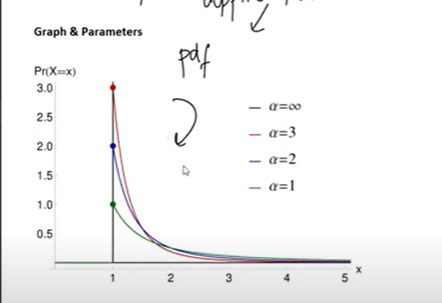 Graph & Parameters
pdf
Pr(X=x)
3.0
2.5
2.0
1.5
1.0
0.5
α=∞
α=3
α=2
α=1
1 2 3 4 5 x